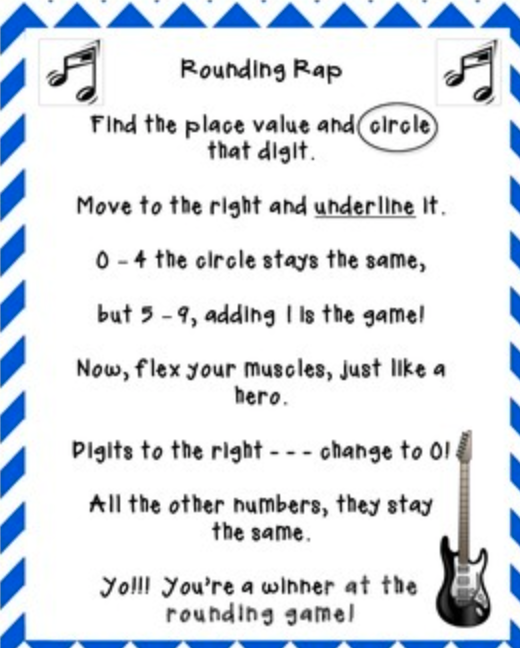 Rounding Rap
Find the place value and circle
that digit.
Move to the right and underline it.
0 - 4 the circle stays the same,
but 5 - 9, adding 1 is the game!
Now, flex your muscles, just like a
hero.
Digits to the right - - - change to 0!
All the other numbers, they stay
the same.
Yo!!! You're a winner at the
rounding game!